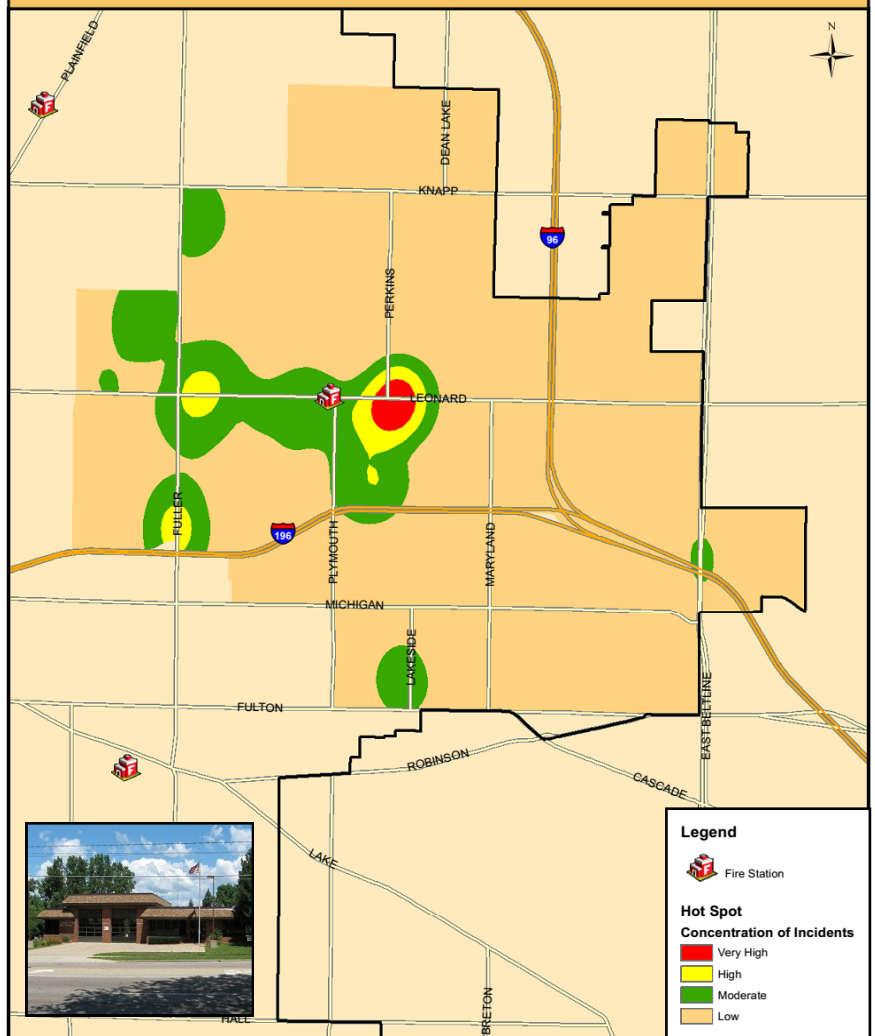 PLAINFIELD
N
DEAN LAKE
KNAPP
96
PERKINS
LEONARD
FULLER
196
PLYMOUTH
MARYLAND
MICHIGAN
LAKESIDE
FULTON
EAST BELTLINE
ROBINSON
CASCADE
LAKE
HALL
BRETON
Legend
F Fire Station
Hot Spot
Concentration of Incidents
Very High
High
Moderate
Low